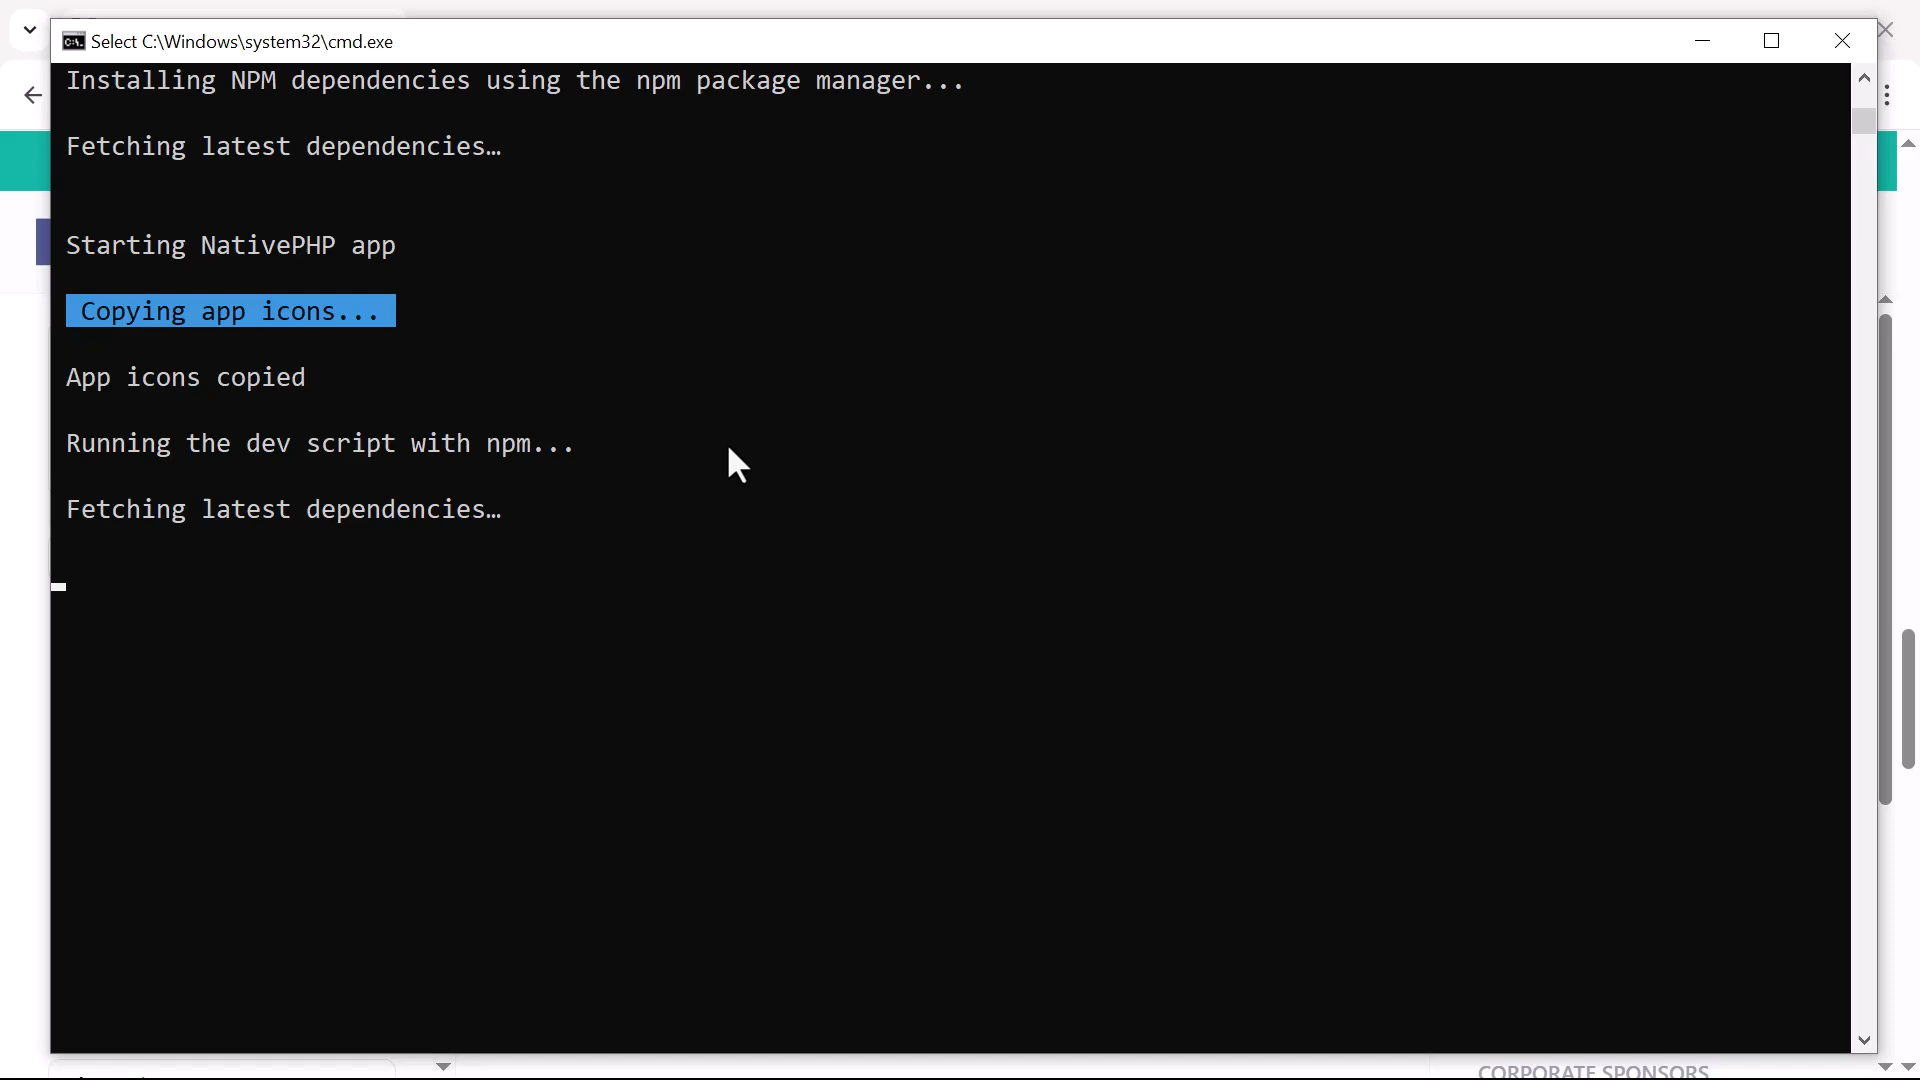 Select C:\Windows\system32\cmd.exe
Installing NPM dependencies using the npm package manager...
Fetching latest dependencies…
Starting NativePHP app
Copying app icons...
App icons copied
Running the dev script with npm...
Fetching latest dependencies…
CORPORATE SPONSORS